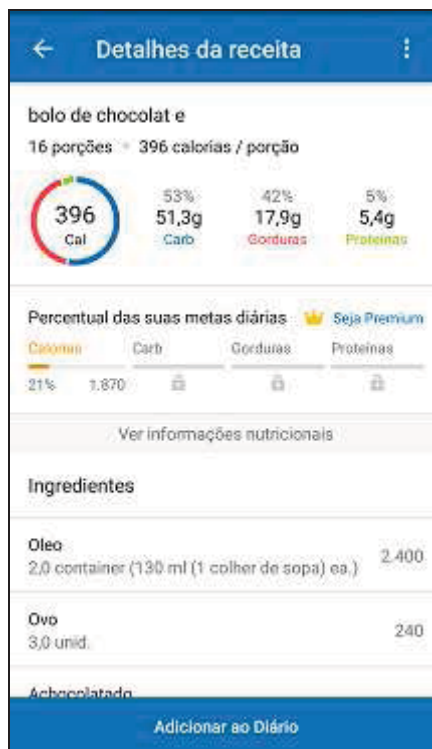 Detalhes da receita
bolo de chocolat e
16 porções 396 calorias / porção
396
Cal
53%
51,3g
Carb
42%
17,9g
Gorduras
5%
5,4g
Proteínas
Percentual das suas metas diárias Seja Premium
Calorias Carb Gorduras Proteínas
21% 1.870
Ver informações nutricionais
Ingredientes
Oleo
2,0 container (130 ml (1 colher de sopa) ea.) 2.400
Ovo
3,0 unid. 240
Achocolatado
Adicionar ao Diário